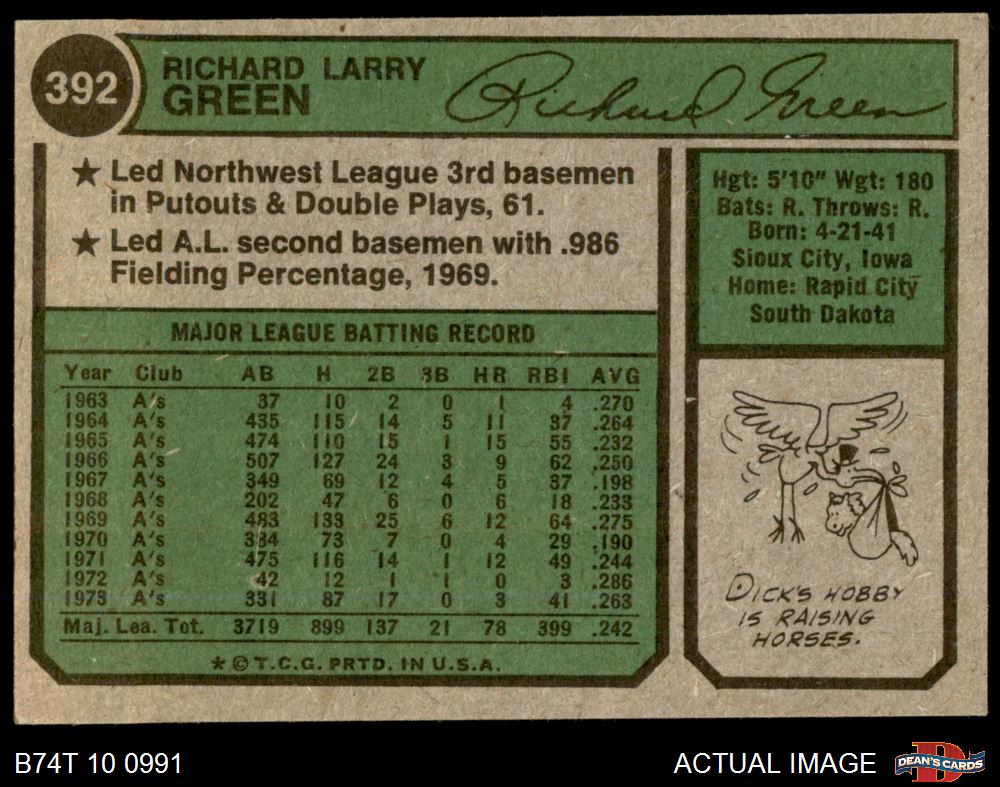 392
RICHARD LARRY
GREEN
Richard Green
★ Led Northwest League 3rd basemen
in Putouts & Double Plays, 61.
★ Led A.L. second basemen with .986
Fielding Percentage, 1969.
Hgt: 5'10" Wgt: 180
Bats: R. Throws: R.
Born: 4-21-41
Sioux City, Iowa
Home: Rapid City
South Dakota
MAJOR LEAGUE BATTING RECORD
Year Club AB H 2B 3B HR RBI AVG
1963 A's 37 10 2 0 1 4 .270
1964 A's 435 115 14 5 11 37 .264
1965 A's 474 110 15 1 15 55 .232
1966 A's 507 127 24 3 9 62 .250
1967 A's 349 69 12 4 5 37 .198
1968 A's 202 47 6 0 6 18 .233
1969 A's 483 133 25 6 12 64 .275
1970 A's 384 73 7 0 4 29 .190
1971 A's 475 116 14 1 12 49 .244
1972 A's 42 12 1 1 0 3 .286
1973 A's 331 87 17 0 3 41 .263
Maj. Lea. Tot. 3719 899 137 21 78 399 .242
★ © T.C.G. PRTD. IN U.S.A.
DICK'S HOBBY
IS RAISING
HORSES.
B74T 10 0991
ACTUAL IMAGE
DEAN'S CARDS